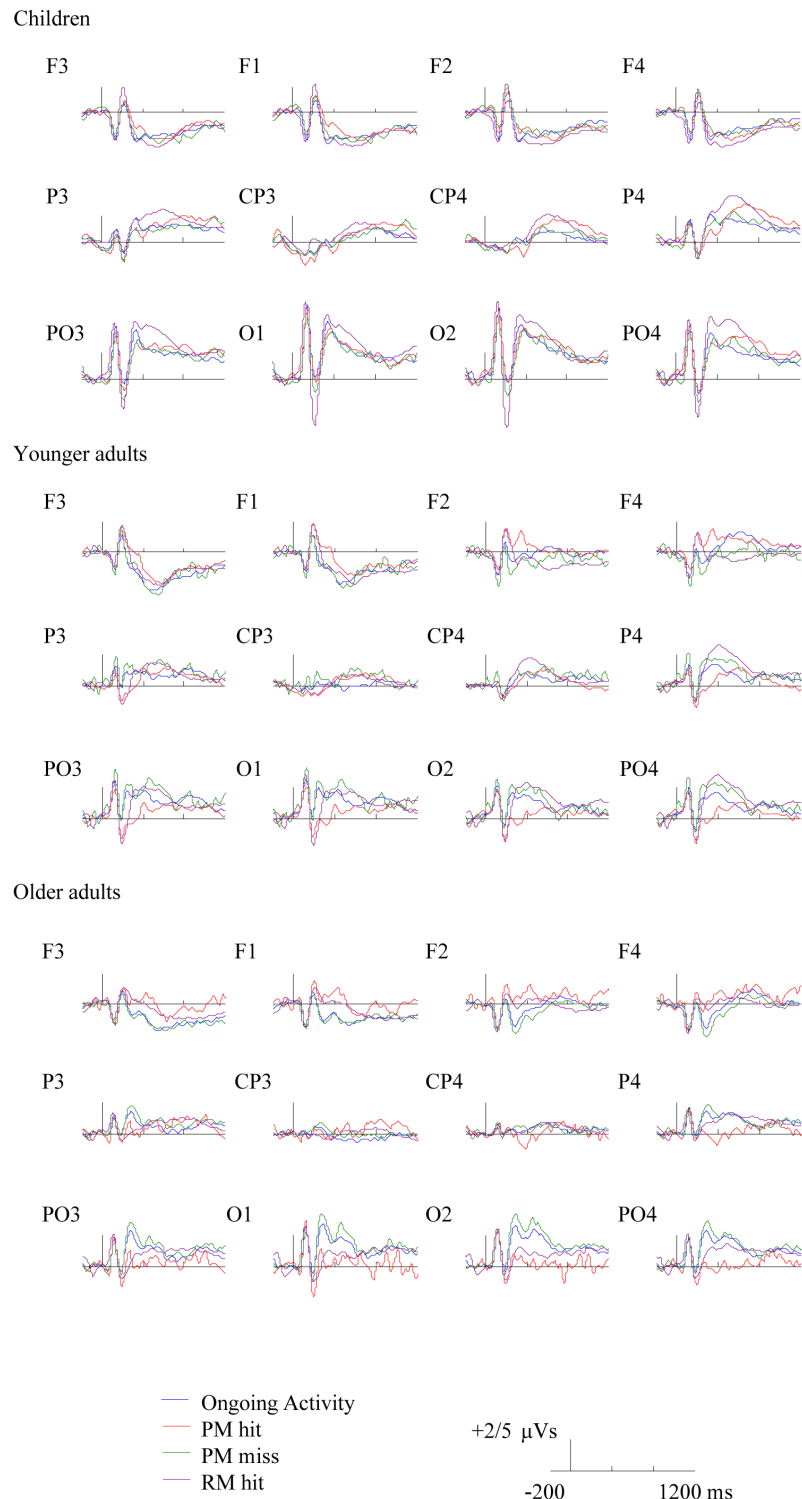 Children
F3 F1 F2 F4
P3 CP3 CP4 P4
PO3 O1 O2 PO4
Younger adults
F3 F1 F2 F4
P3 CP3 CP4 P4
PO3 O1 O2 PO4
Older adults
F3 F1 F2 F4
P3 CP3 CP4 P4
PO3 O1 O2 PO4
Ongoing Activity
PM hit
PM miss
RM hit
+2/5 μVs
-200 1200 ms